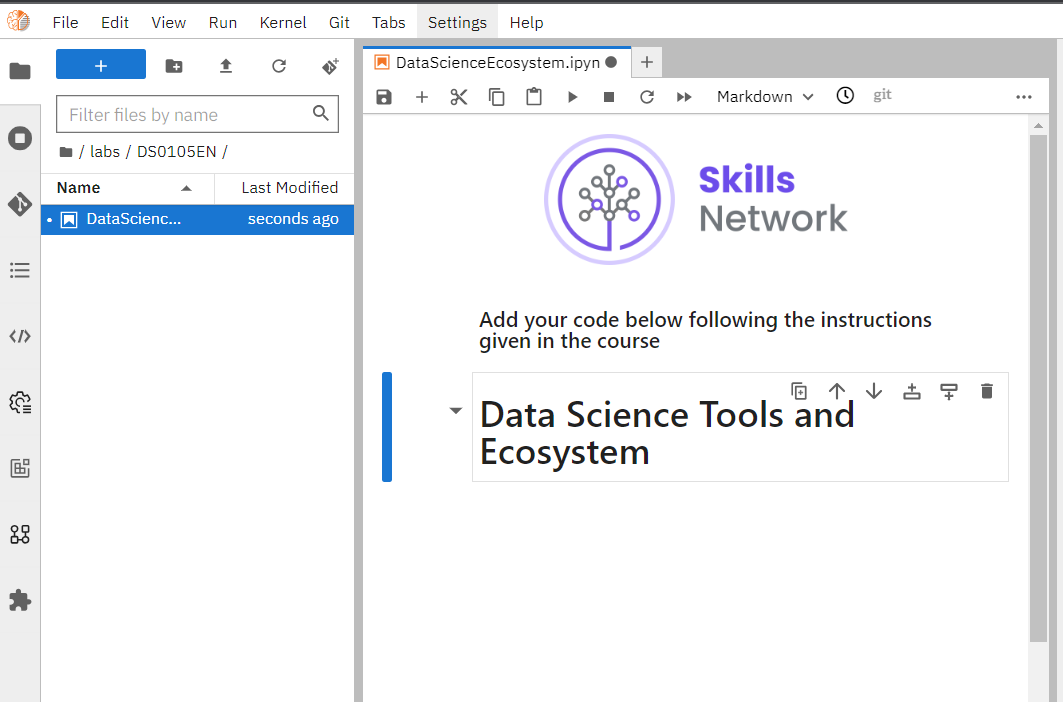 File Edit View Run Kernel Git Tabs Settings Help
DataScienceEcosystem.ipyn
Markdown git
Filter files by name
/ labs / DS0105EN /
Name Last Modified
DataScienc... seconds ago
Skills
Network
Add your code below following the instructions
given in the course
Data Science Tools and
Ecosystem